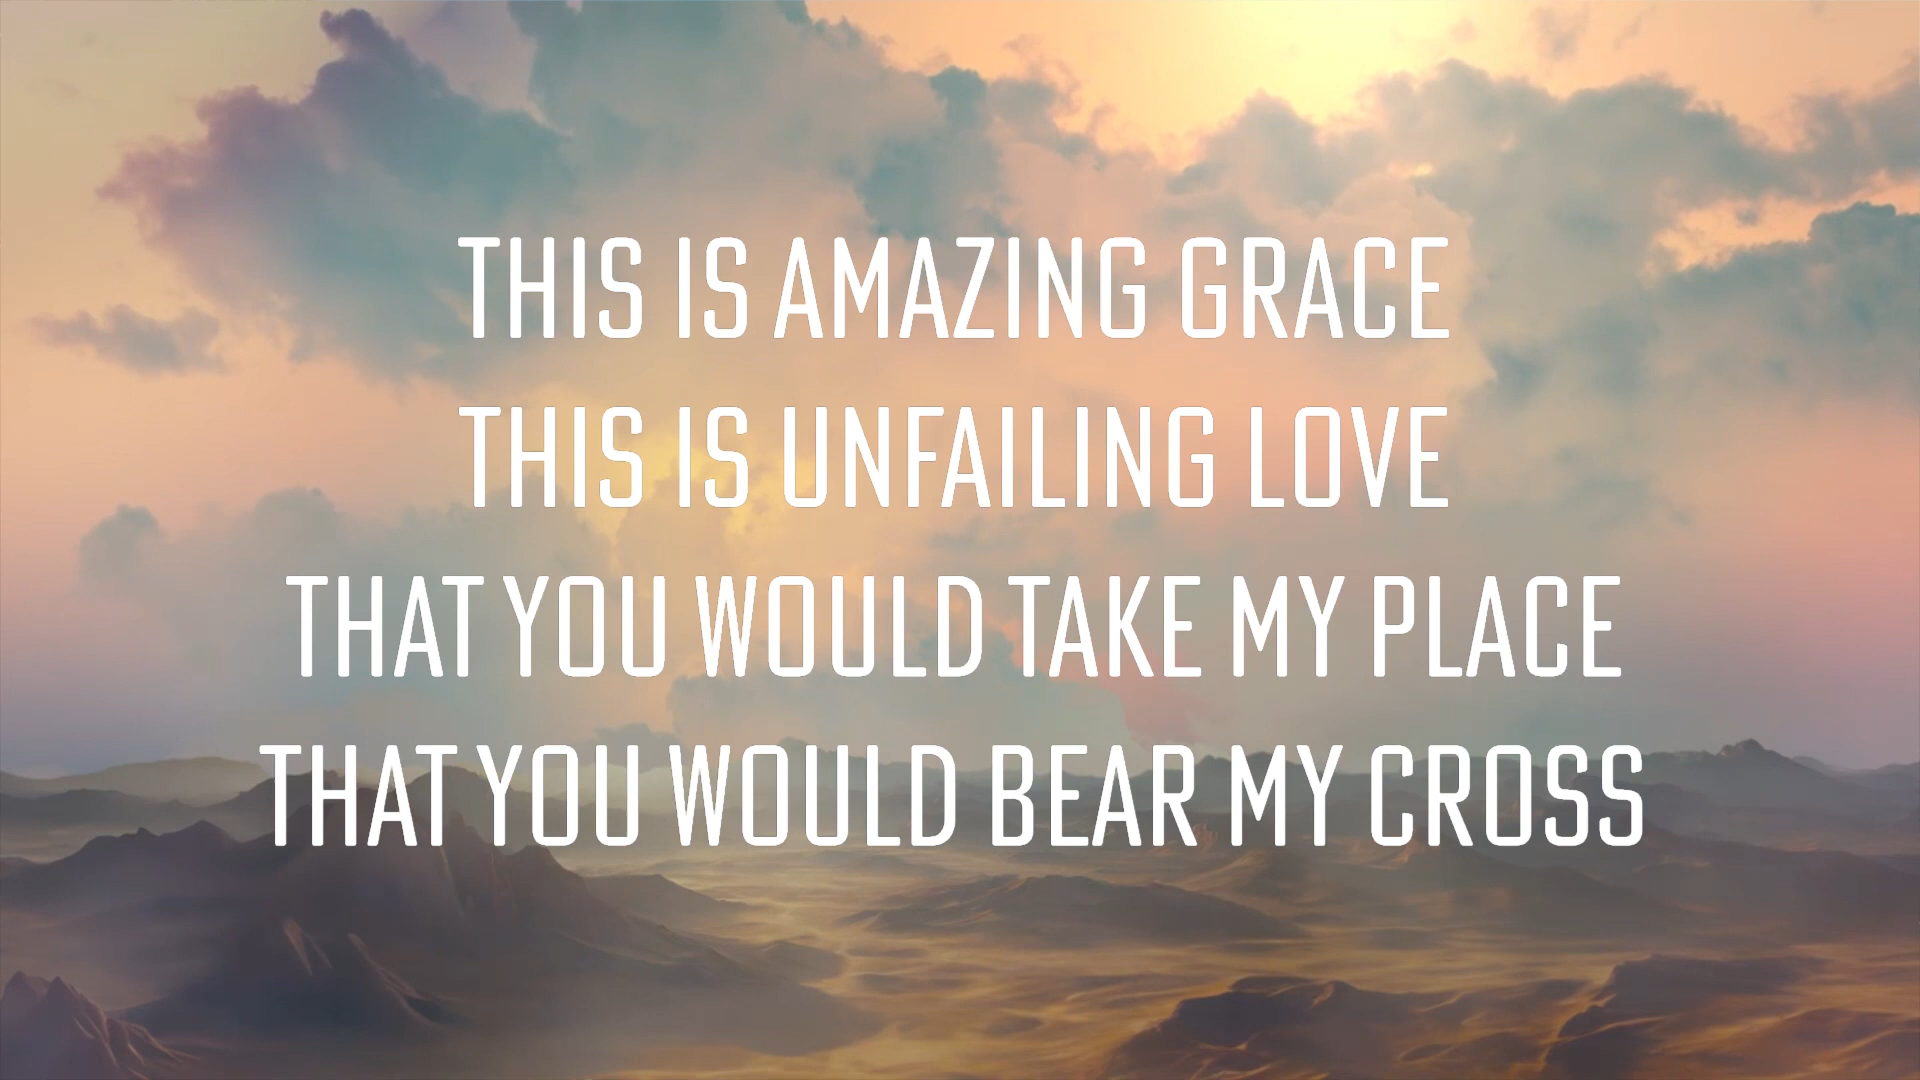 THIS IS AMAZING GRACE
THIS IS UNFAILING LOVE
THAT YOU WOULD TAKE MY PLACE
THAT YOU WOULD BEAR MY CROSS